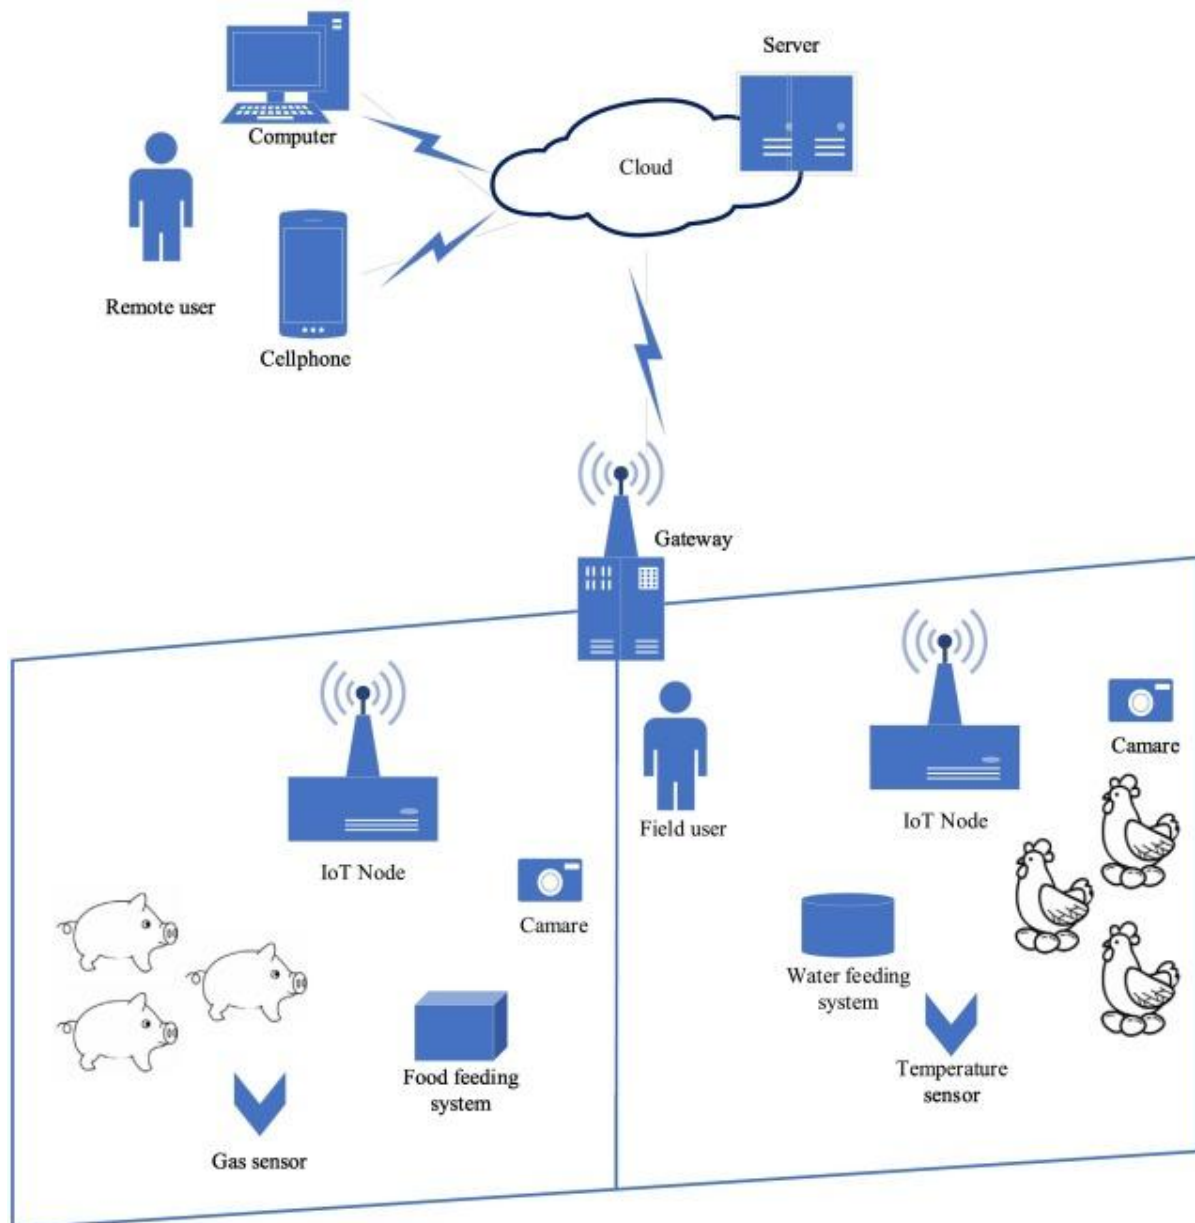 Server
Computer
Cloud
Remote user
Cellphone
Gateway
IoT Node
Camare
Food feeding
system
Gas sensor
Field user
IoT Node
Camare
Water feeding
system
Temperature
sensor